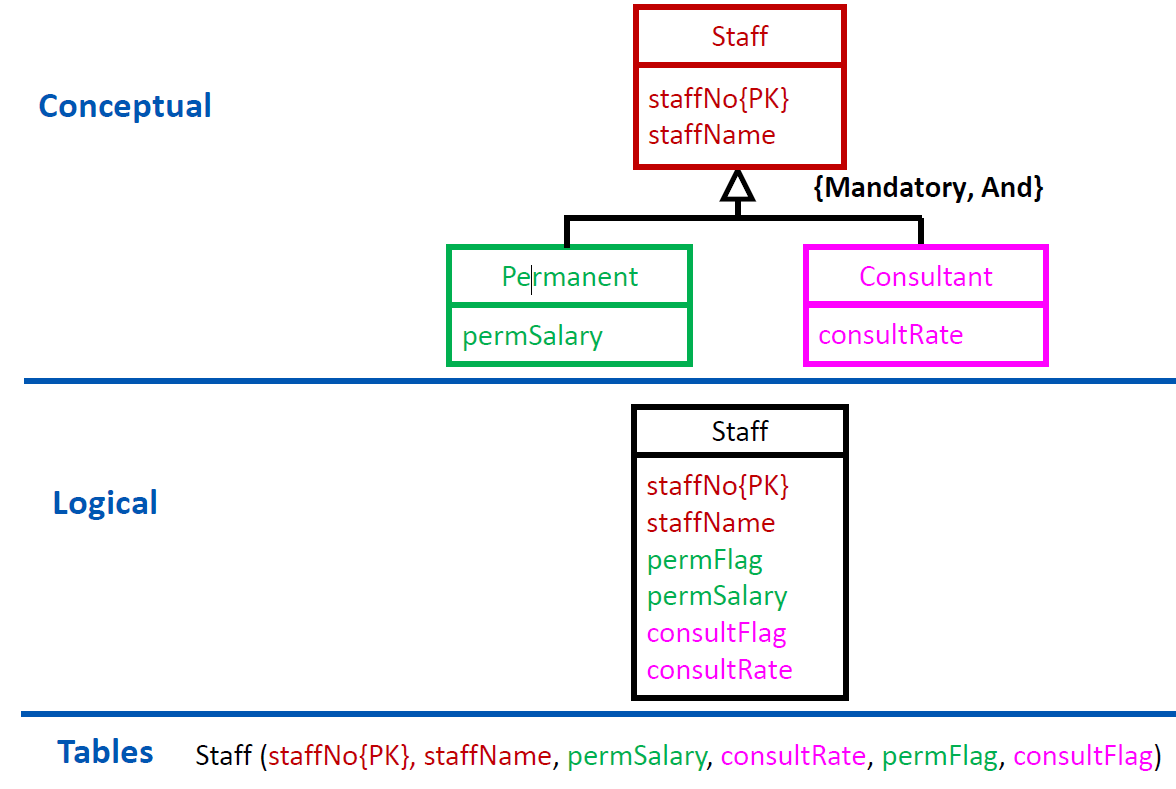 Conceptual
Staff
staffNo{PK}
staffName
{Mandatory, And}
Permanent
permSalary
Consultant
consultRate
Logical
Staff
staffNo{PK}
staffName
permFlag
permSalary
consultFlag
consultRate
Tables
Staff (staffNo{PK}, staffName, permSalary, consultRate, permFlag, consultFlag)